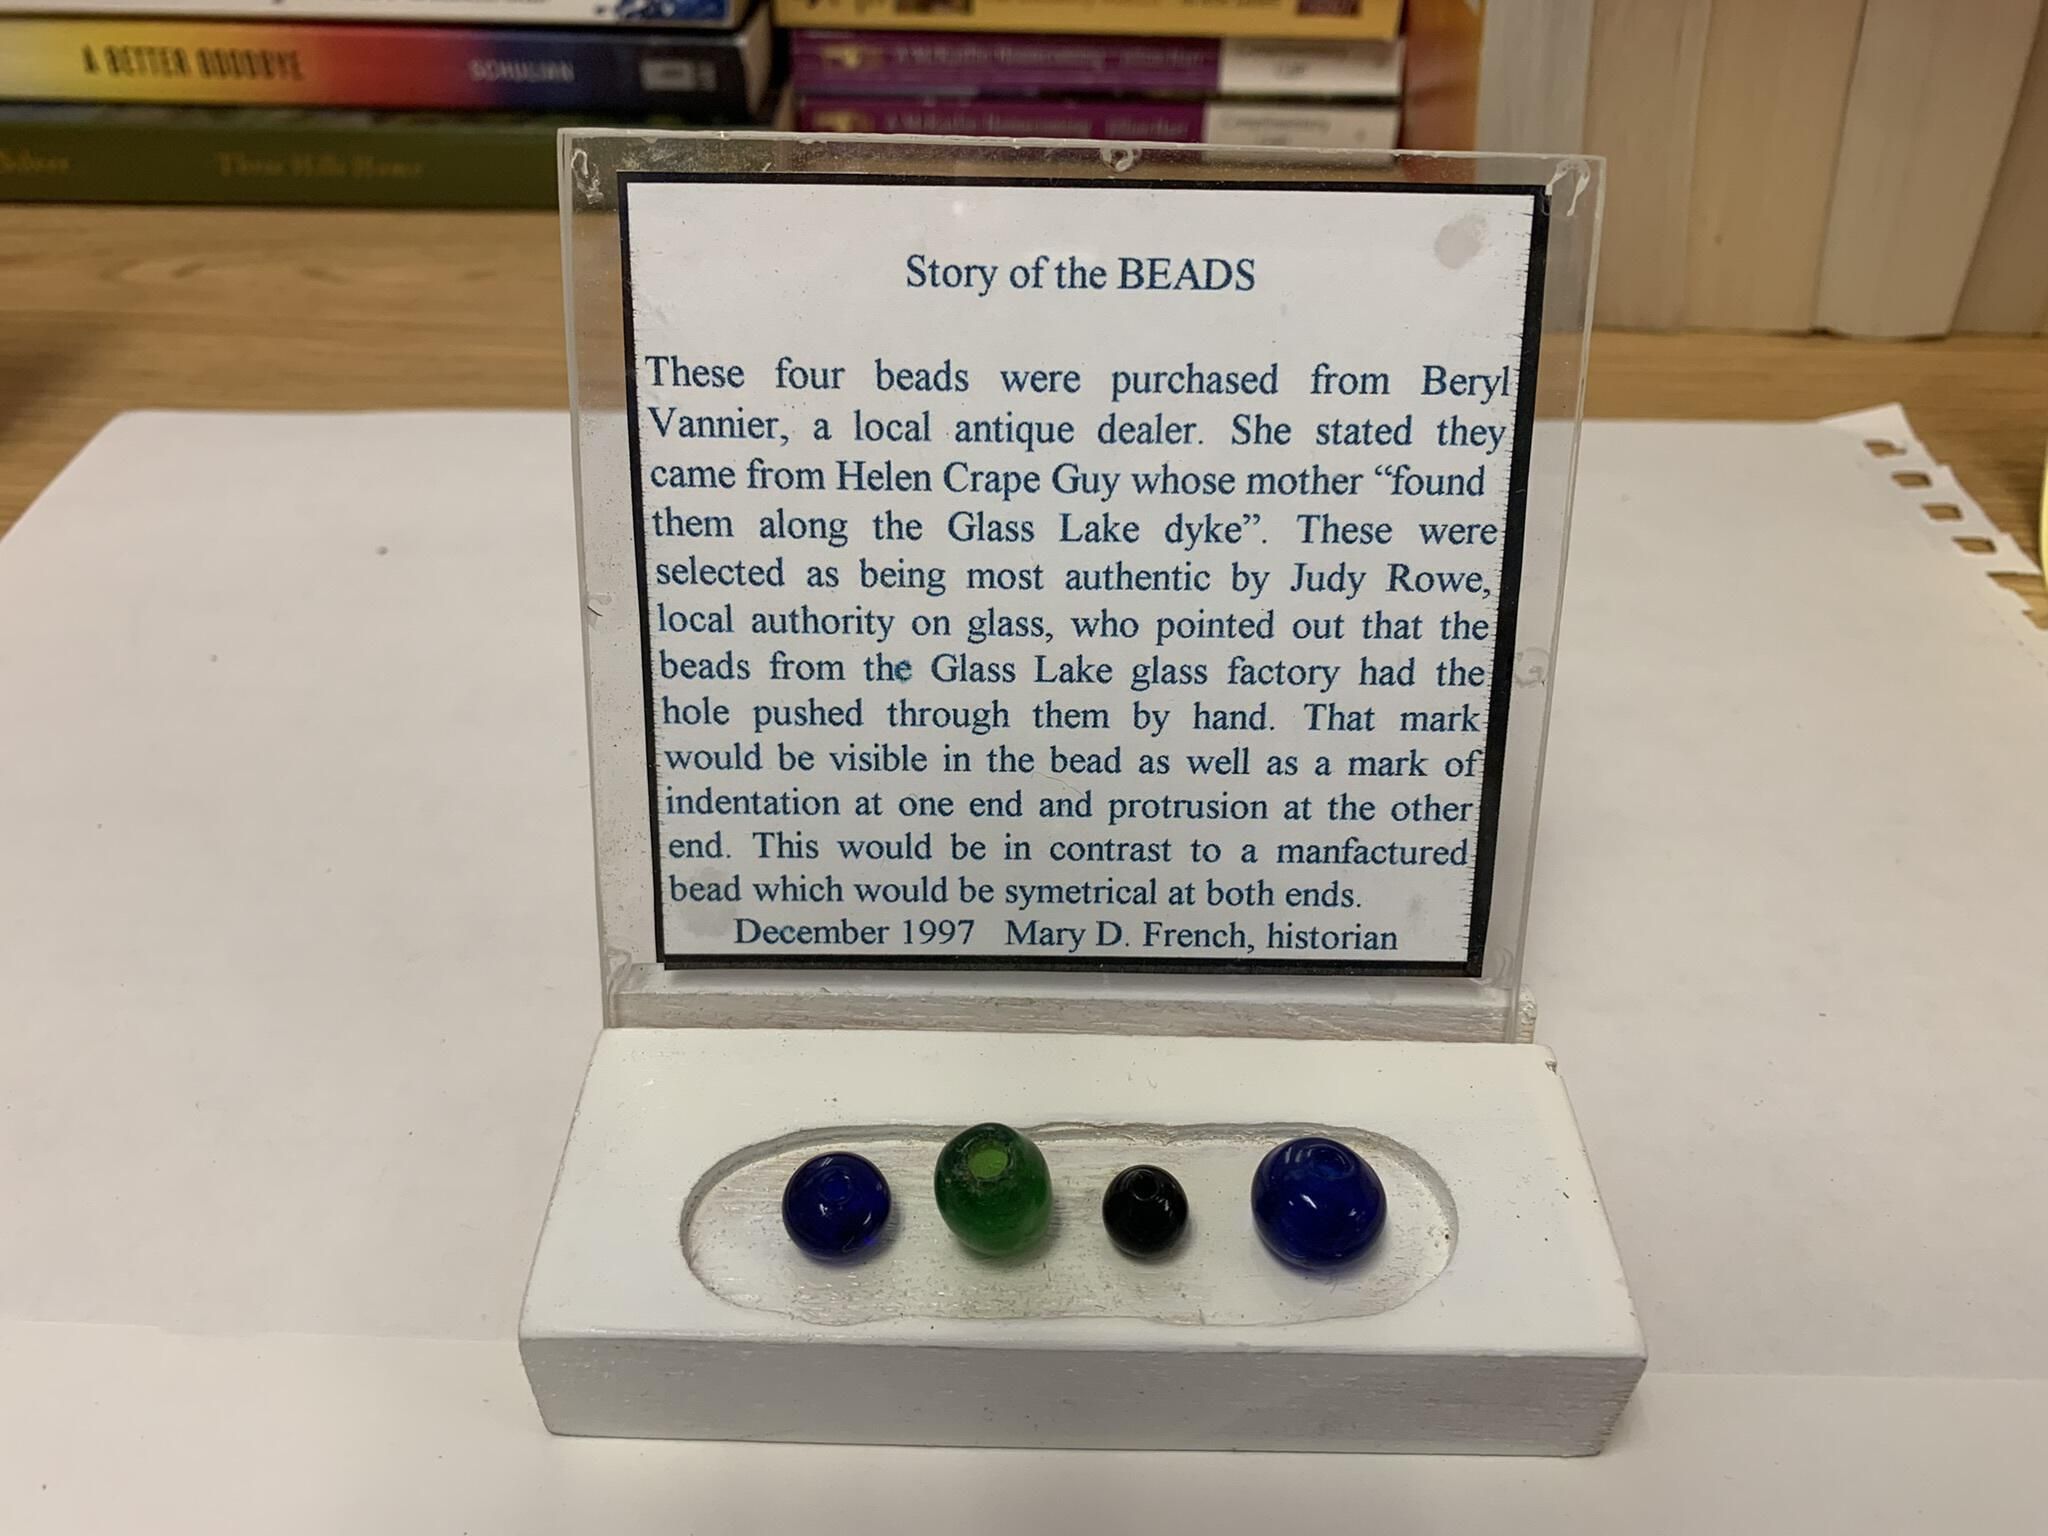 A BETTER GOODBYE SCHULIAN
Three Hills Home
Story of the BEADS
These four beads were purchased from Beryl
Vannier, a local antique dealer. She stated they
came from Helen Crape Guy whose mother “found
them along the Glass Lake dyke”. These were
selected as being most authentic by Judy Rowe,
local authority on glass, who pointed out that the
beads from the Glass Lake glass factory had the
hole pushed through them by hand. That mark
would be visible in the bead as well as a mark of
indentation at one end and protrusion at the other
end. This would be in contrast to a manfactured
bead which would be symetrical at both ends.
December 1997 Mary D. French, historian